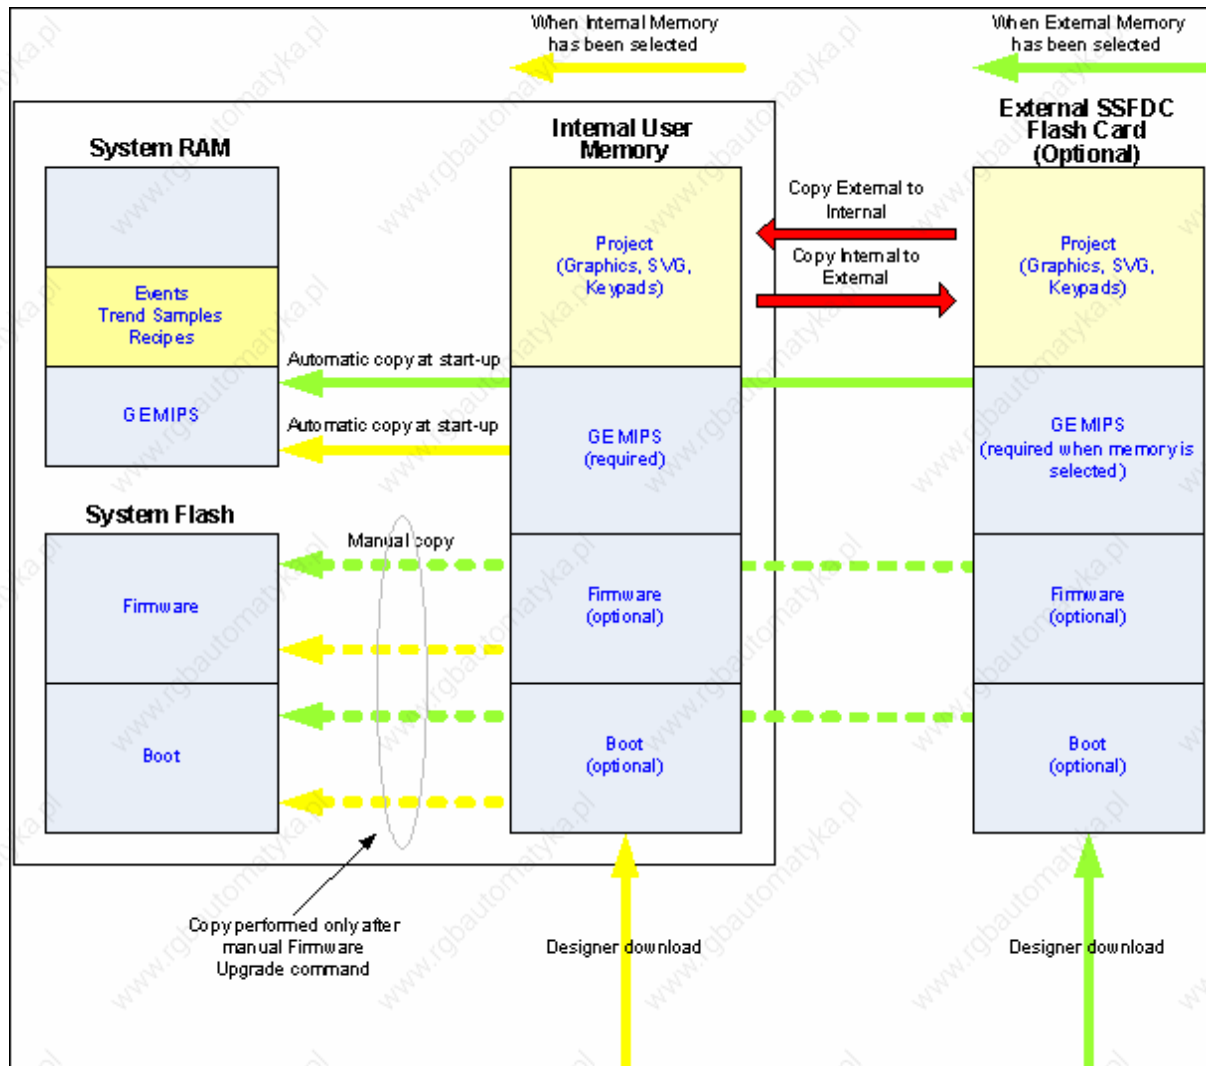 When Internal Memory
has been selected
When External Memory
has been selected
System RAM
Internal User
Memory
External SSFDC
Flash Card
(Optional)
Copy External to
Internal
Project
(Graphics, SVG,
Keypads)
Copy Internal to
External
Project
(Graphics, SVG,
Keypads)
Events
Trend Samples
Recipes
Automatic copy at start-up
GEMIPS
Automatic copy at start-up
GEMIPS
(required)
GEMIPS
(required when memory is
selected)
System Flash
Manual copy
Firmware
Firmware
(optional)
Firmware
(optional)
Boot
Boot
(optional)
Boot
(optional)
Copy performed only after
manual Firmware
Upgrade command
Designer download
Designer download
www.rgbautomatyka.pl